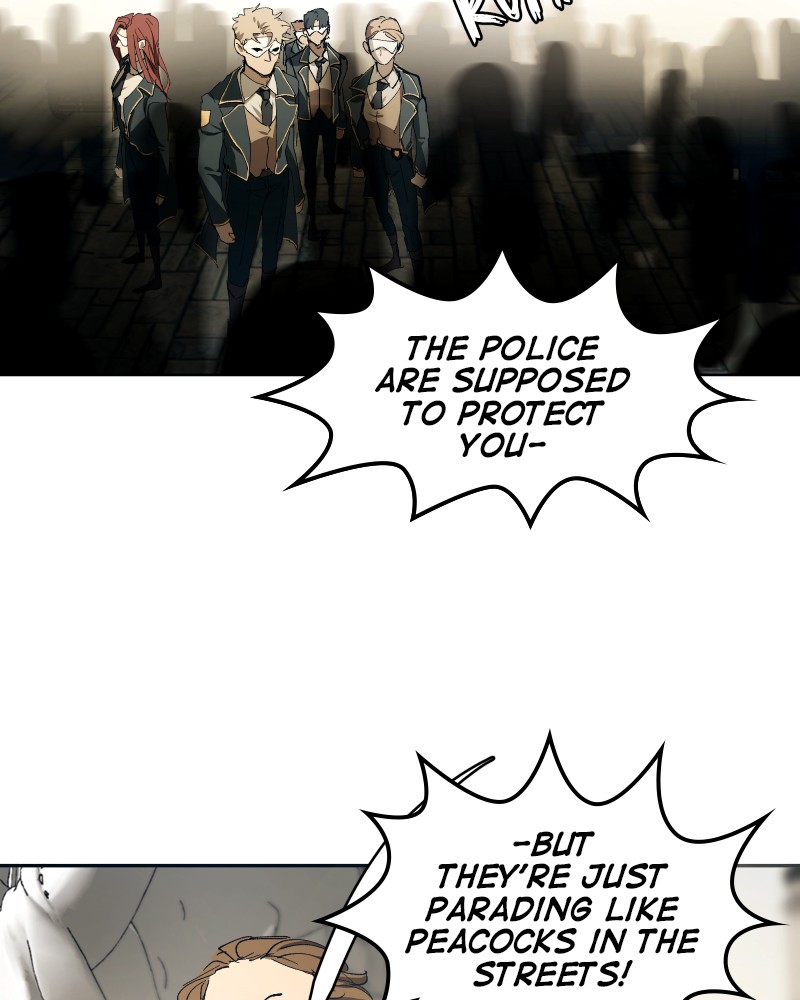 THE POLICE
ARE SUPPOSED
TO PROTECT
YOU-
-BUT
THEY'RE JUST
PARADING LIKE
PEACOCKS IN THE
STREETS!